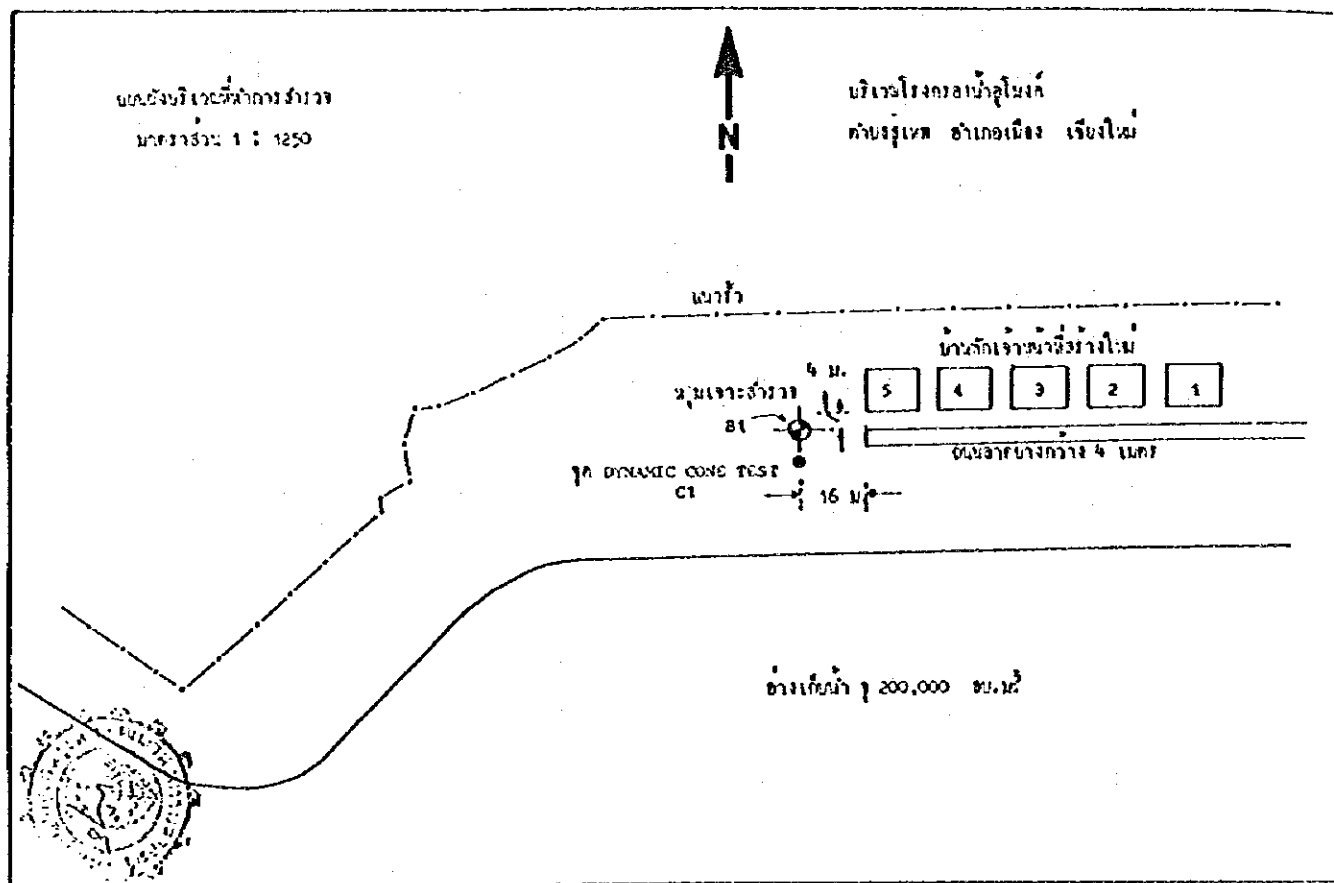 แผนผังบริเวณที่ทำการสำรวจ
มาตราส่วน 1 : 1250
N
บริเวณโรงกรองน้ำอุโมงค์
ตำบลสุเทพ อำเภอเมือง เชียงใหม่
แนวรั้ว
บ้านพักเจ้าหน้าที่สร้างใหม่
4 ม.
5 4 3 2 1
หลุมเจาะสำรวจ
B1
ถนนลาดยางกว้าง 4 เมตร
จุด DYNAMIC CONE TEST
C1
16 ม
อ่างเก็บน้ำ จุ 200,000 ลบ.ม.